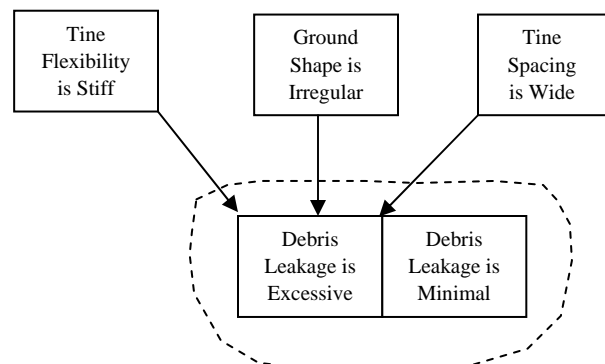 Tine
Flexibility
is Stiff
Ground
Shape is
Irregular
Tine
Spacing
is Wide
Debris
Leakage is
Excessive
Debris
Leakage is
Minimal